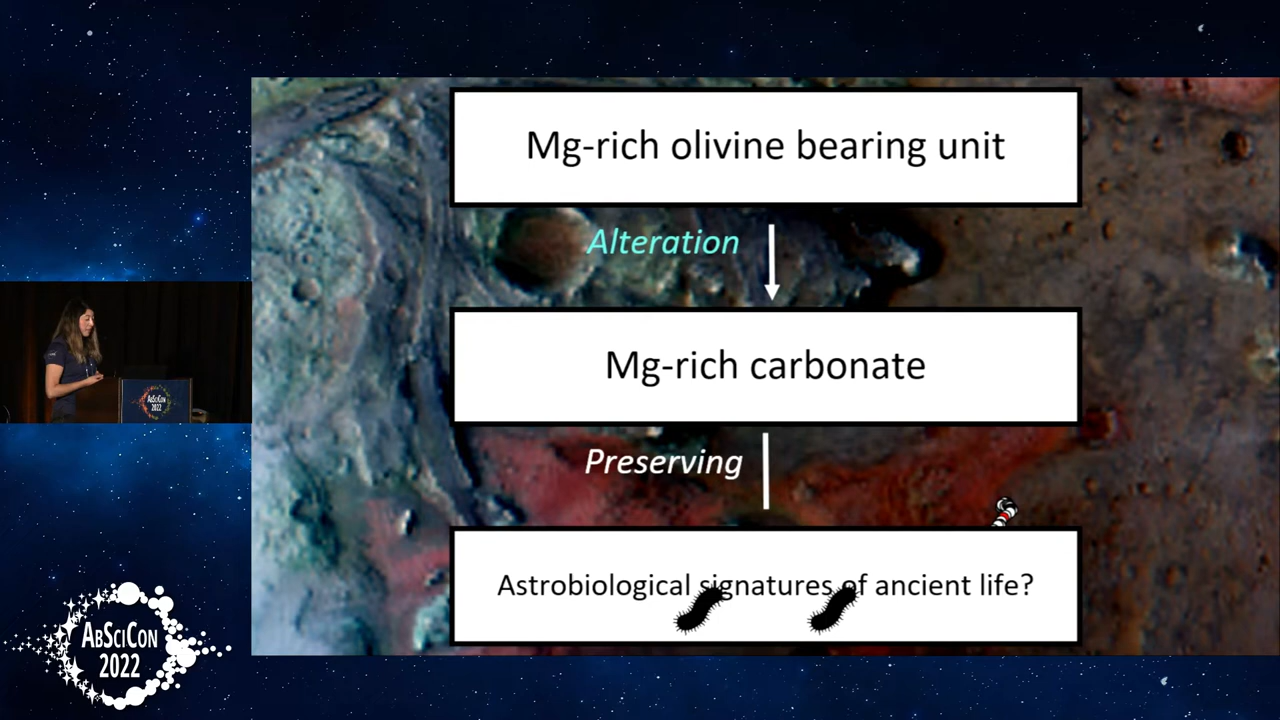 Mg-rich olivine bearing unit
Alteration
Mg-rich carbonate
Preserving
Astrobiological signatures of ancient life?
AbSciCon
2022
AbSciCon
2022